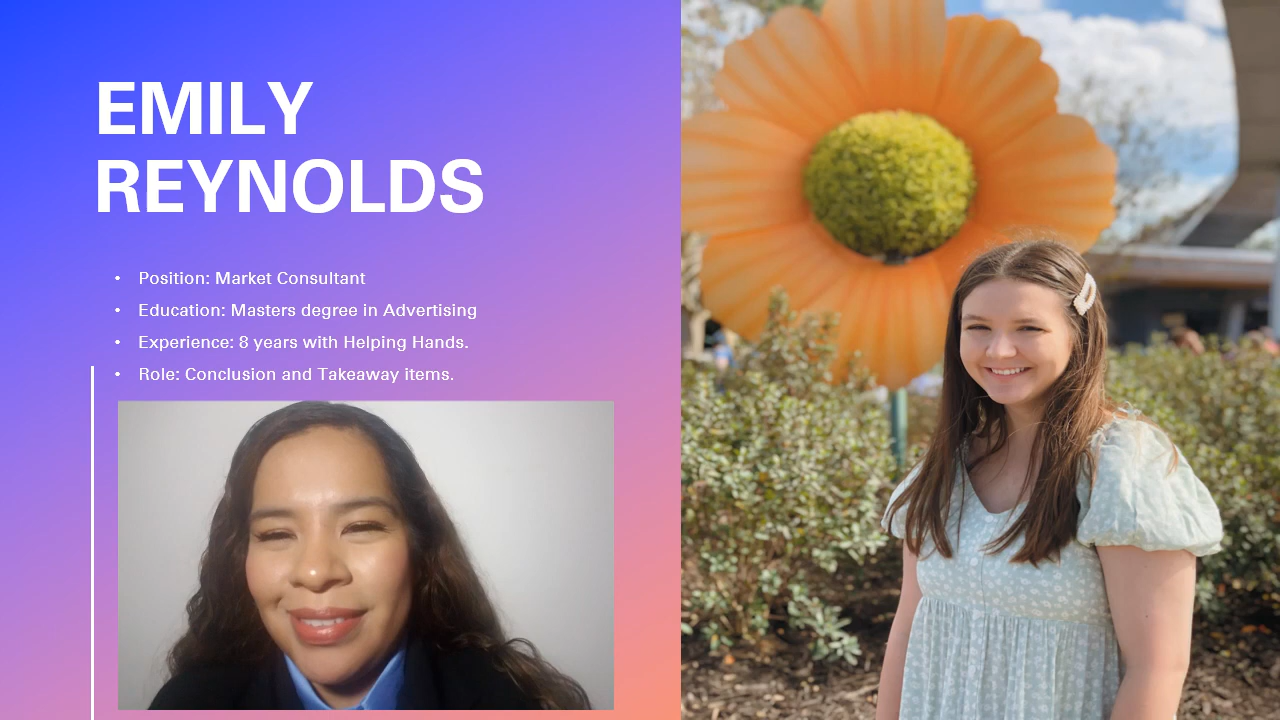 EMILY
REYNOLDS
• Position: Market Consultant
• Education: Masters degree in Advertising
• Experience: 8 years with Helping Hands.
• Role: Conclusion and Takeaway items.